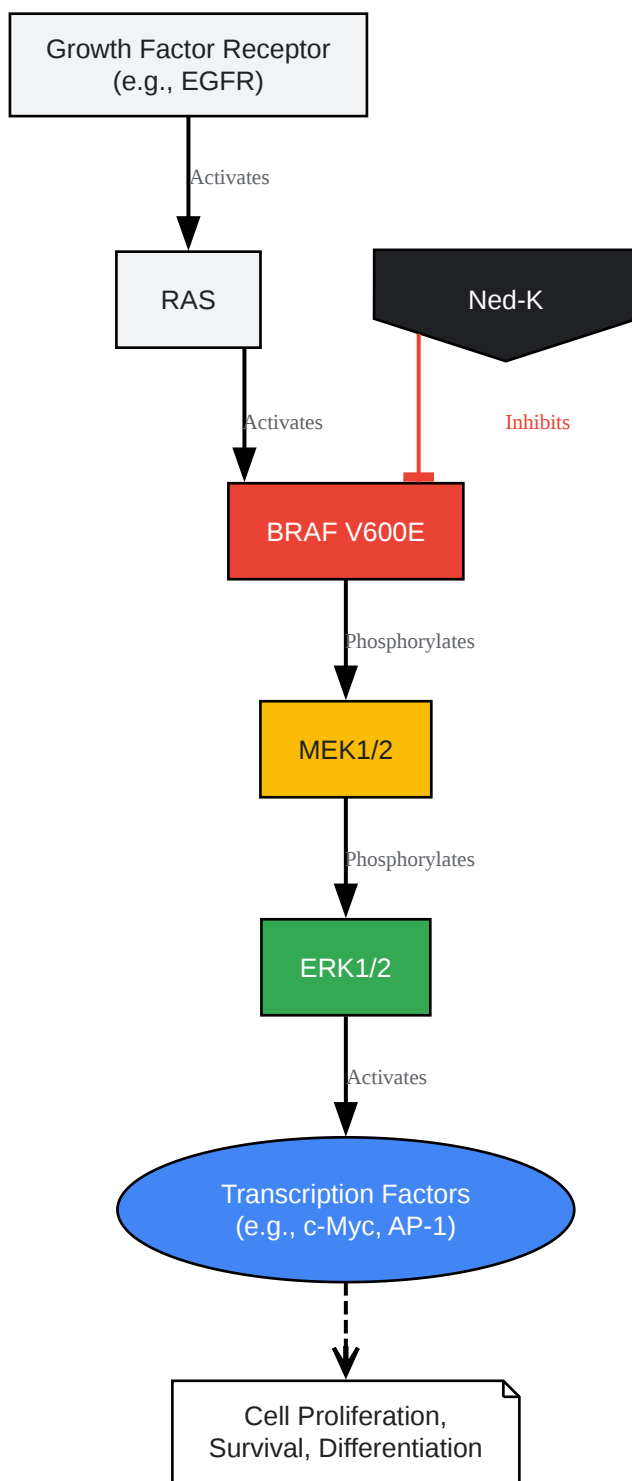 Growth Factor Receptor
(e.g., EGFR)
Activates
RAS
Ned-K
Activates
Inhibits
BRAF V600E
Phosphorylates
MEK1/2
Phosphorylates
ERK1/2
Activates
Transcription Factors
(e.g., c-Myc, AP-1)
Cell Proliferation,
Survival, Differentiation